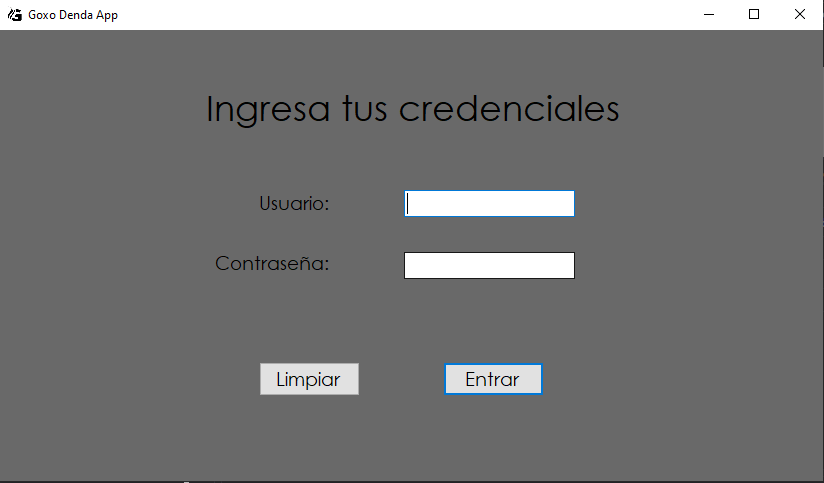 Goxo Denda App
Ingresa tus credenciales
Usuario:
Contraseña:
Limpiar Entrar